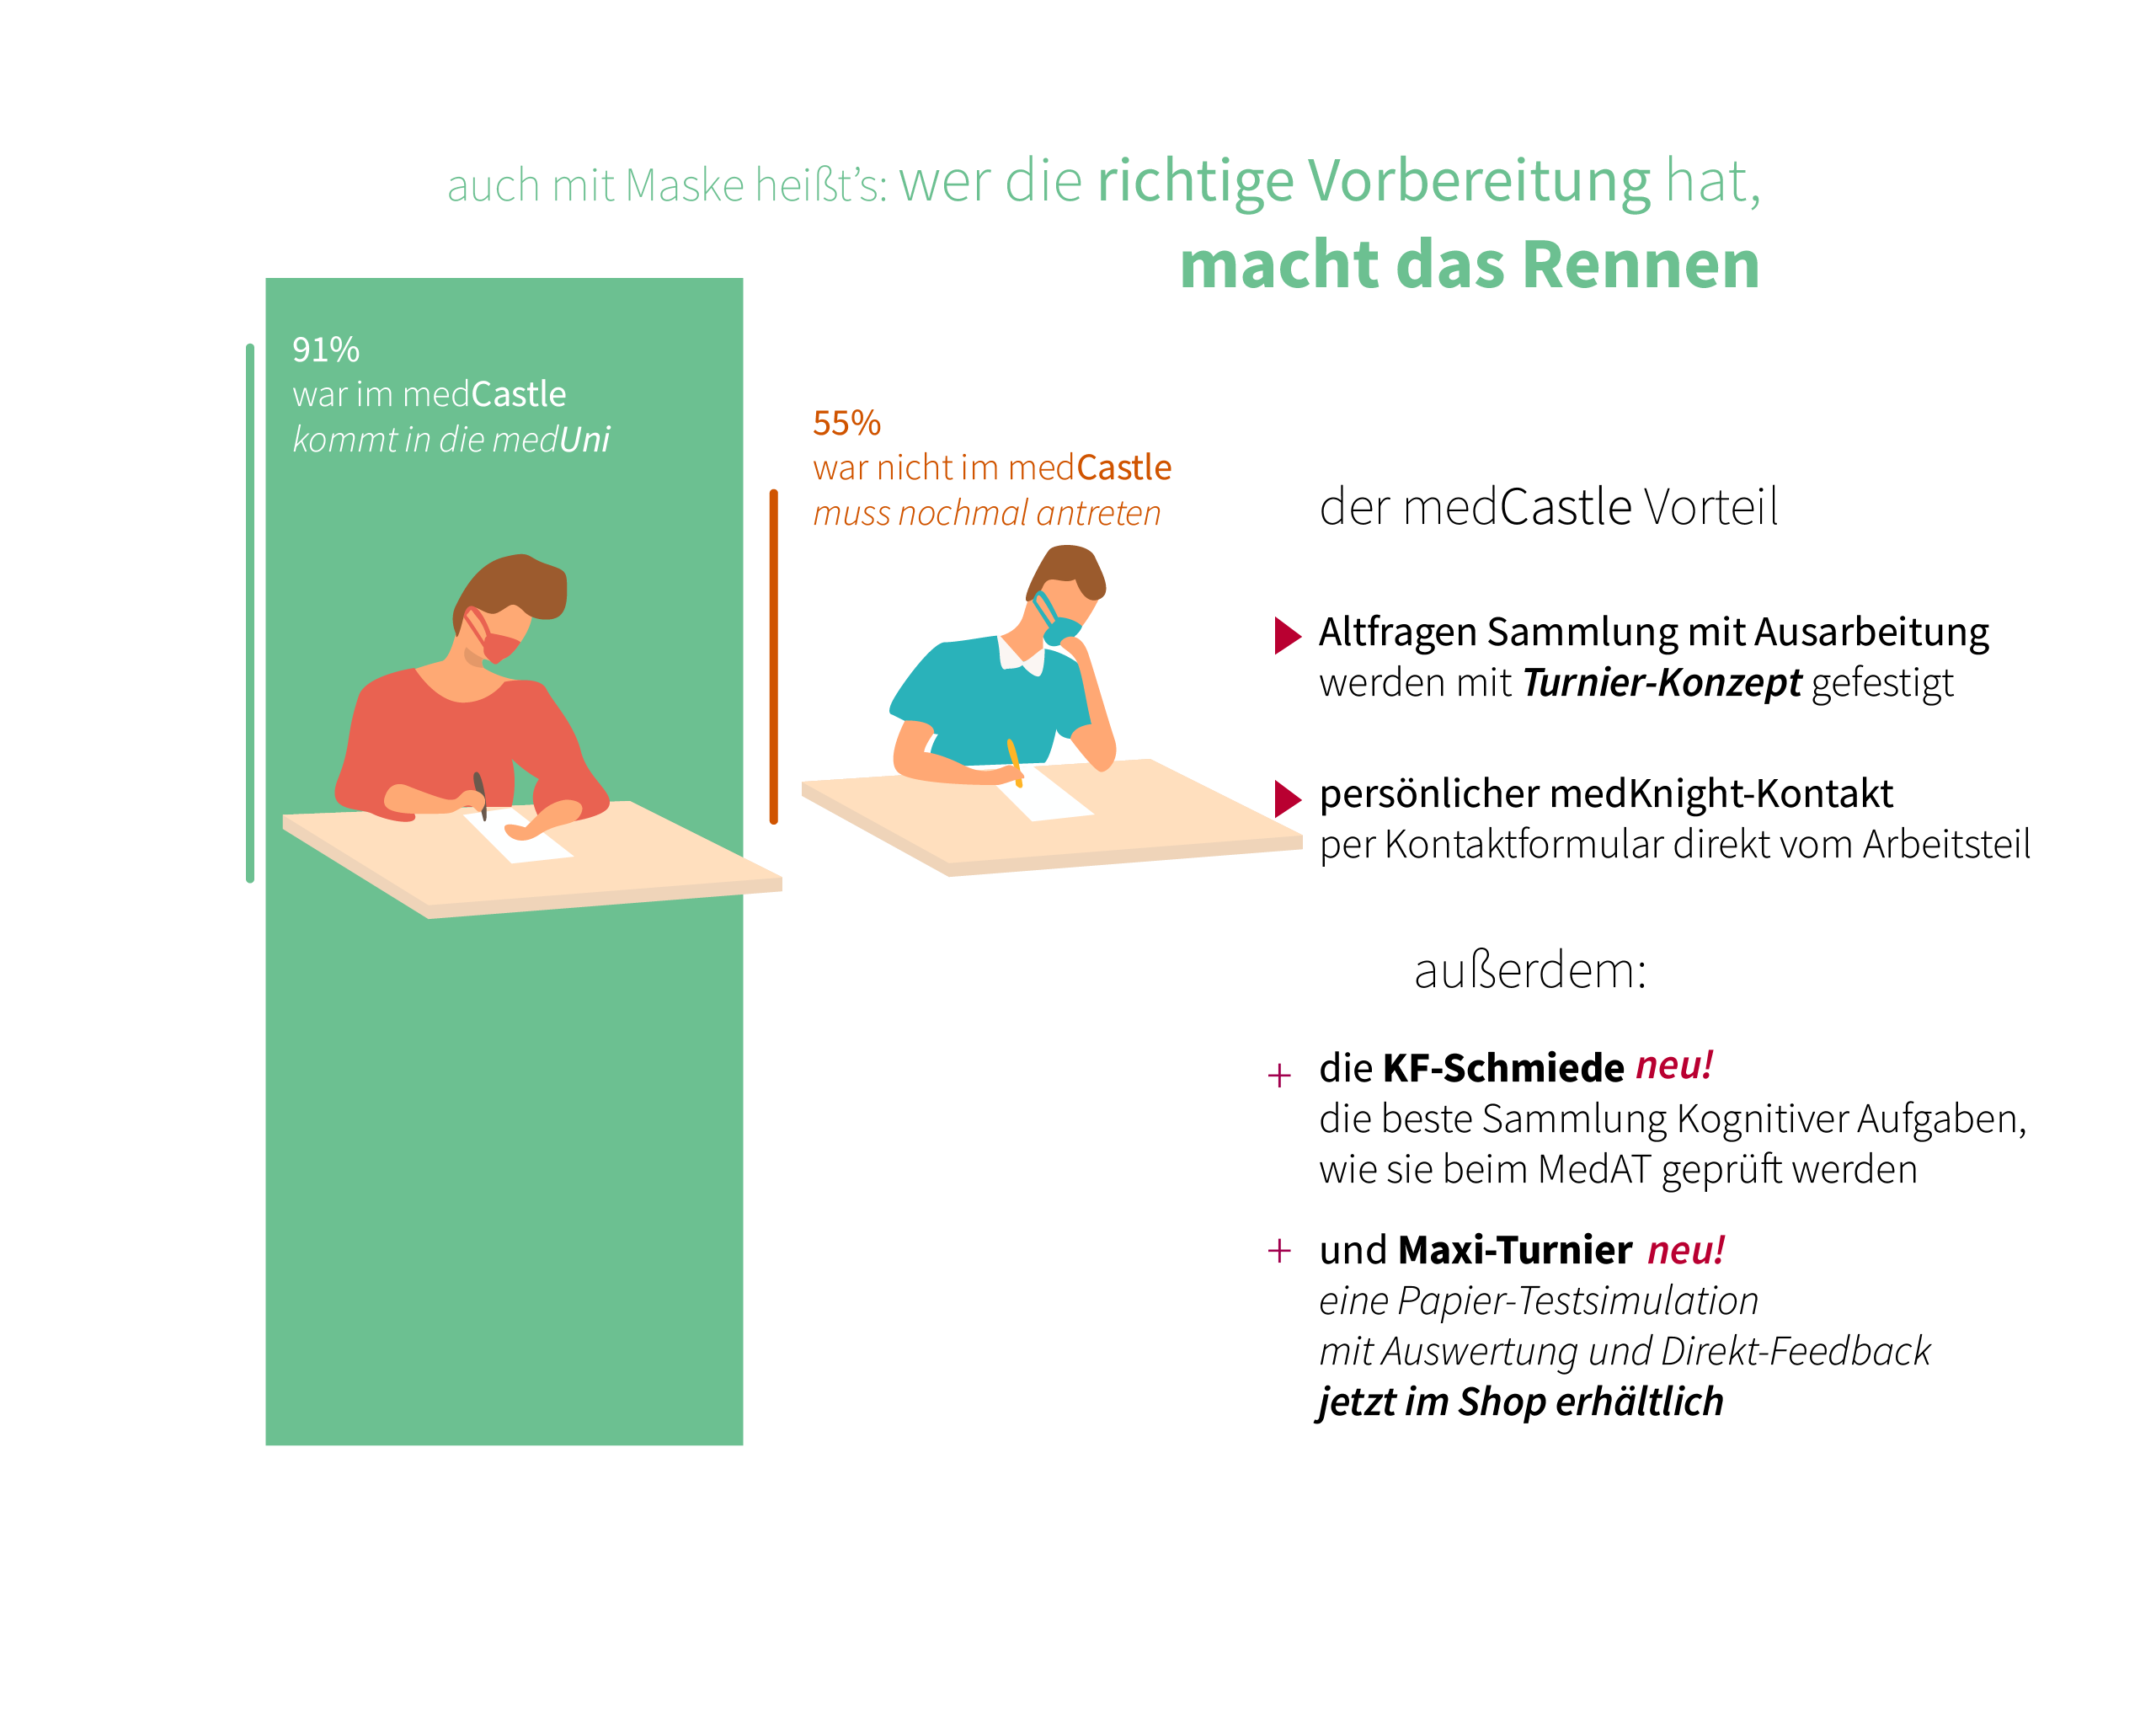 auch mit Maske heißt's: wer die richtige Vorbereitung hat,
macht das Rennen
91%
war im medCastle
kommt in die medUni
55%
war nicht im medCastle
muss nochmal antreten
der medCastle Vorteil
Altfragen Sammlung mit Ausarbeitung
werden mit Turnier-Konzept gefestigt
persönlicher medKnight-Kontakt
per Kontaktformular direkt vom Arbeitsteil
außerdem:
+ die KF-Schmiede neu!
die beste Sammlung Kognitiver Aufgaben,
wie sie beim MedAT geprüft werden
+ und Maxi-Turnier neu!
eine Papier-Testsimulation
mit Auswertung und Direkt-Feedback
jetzt im Shop erhältlich